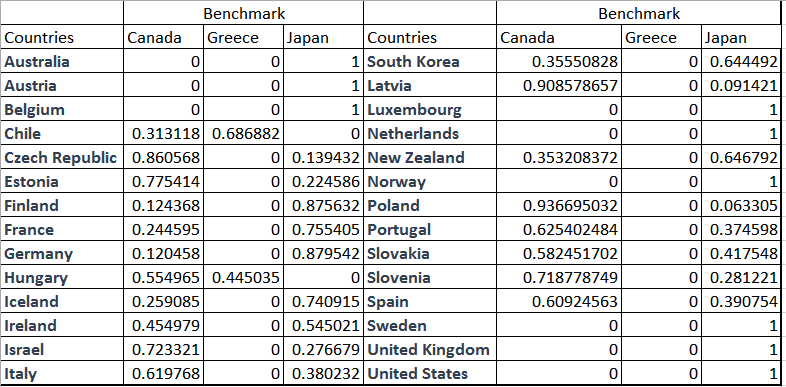 Benchmark Benchmark
Countries Canada Greece Japan Countries Canada Greece Japan
Australia 0 0 1 South Korea 0.35550828 0 0.644492
Austria 0 0 1 Latvia 0.908578657 0 0.091421
Belgium 0 0 1 Luxembourg 0 0 1
Chile 0.313118 0.686882 0 Netherlands 0 0 1
Czech Republic 0.860568 0 0.139432 New Zealand 0.353208372 0 0.646792
Estonia 0.775414 0 0.224586 Norway 0 0 1
Finland 0.124368 0 0.875632 Poland 0.936695032 0 0.063305
France 0.244595 0 0.755405 Portugal 0.625402484 0 0.374598
Germany 0.120458 0 0.879542 Slovakia 0.582451702 0 0.417548
Hungary 0.554965 0.445035 0 Slovenia 0.718778749 0 0.281221
Iceland 0.259085 0 0.740915 Spain 0.60924563 0 0.390754
Ireland 0.454979 0 0.545021 Sweden 0 0 1
Israel 0.723321 0 0.276679 United Kingdom 0 0 1
Italy 0.619768 0 0.380232 United States 0 0 1